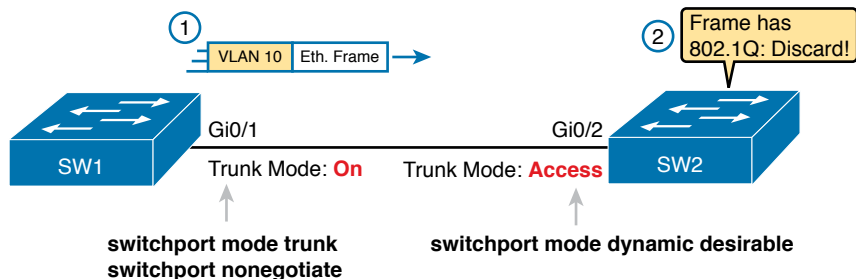 1
VLAN 10 Eth. Frame
2
Frame has
802.1Q: Discard!
Gi0/1
Gi0/2
SW1
SW2
Trunk Mode: On
Trunk Mode: Access
switchport mode trunk
switchport nonegotiate
switchport mode dynamic desirable